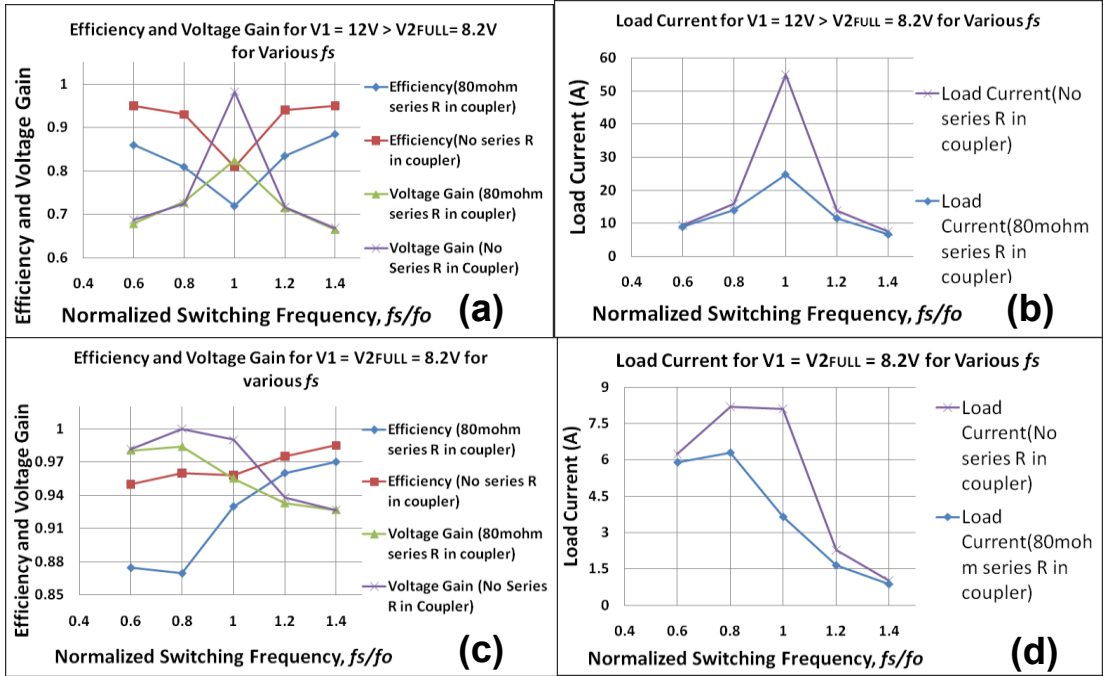 Efficiency and Voltage Gain for V1 = 12V > V2FULL= 8.2V
for Various fs
Efficiency and Voltage Gain
1
0.9
0.8
0.7
0.6
0.4
0.6
0.8
1
1.2
1.4
Normalized Switching Frequency, fs/fo
Efficiency(80mohm
series R in coupler)
Efficiency(No series R
in coupler)
Voltage Gain (80mohm
series R in coupler)
Voltage Gain (No
Series R in Coupler)
(a)
Load Current for V1 = 12V > V2FULL = 8.2V for Various fs
Load Current (A)
60
50
40
30
20
10
0
0.4
0.6
0.8
1
1.2
1.4
Normalized Switching Frequency, fs/fo
Load Current(No
series R in
coupler)
Load
Current(80mohm
series R in
coupler)
(b)
Efficiency and Voltage Gain for V1 = V2FULL = 8.2V for
various fs
Efficiency and Voltage Gain
1
0.97
0.94
0.91
0.88
0.85
0.4
0.6
0.8
1
1.2
1.4
Normalized Switching Frequency, fs/fo
Efficiency (80mohm
series R in coupler)
Efficiency (No series R
in coupler)
Voltage Gain (80mohm
series R in coupler)
Voltage Gain (No Series
R in Coupler)
(c)
Load Current for V1 = V2FULL = 8.2V for Various fs
Load Current (A)
9
7.5
6
4.5
3
1.5
0
0.4
0.6
0.8
1
1.2
1.4
Normalized Switching Frequency, fs/fo
Load
Current(No
series R in
coupler)
Load
Current(80moh
m series R in
coupler)
(d)